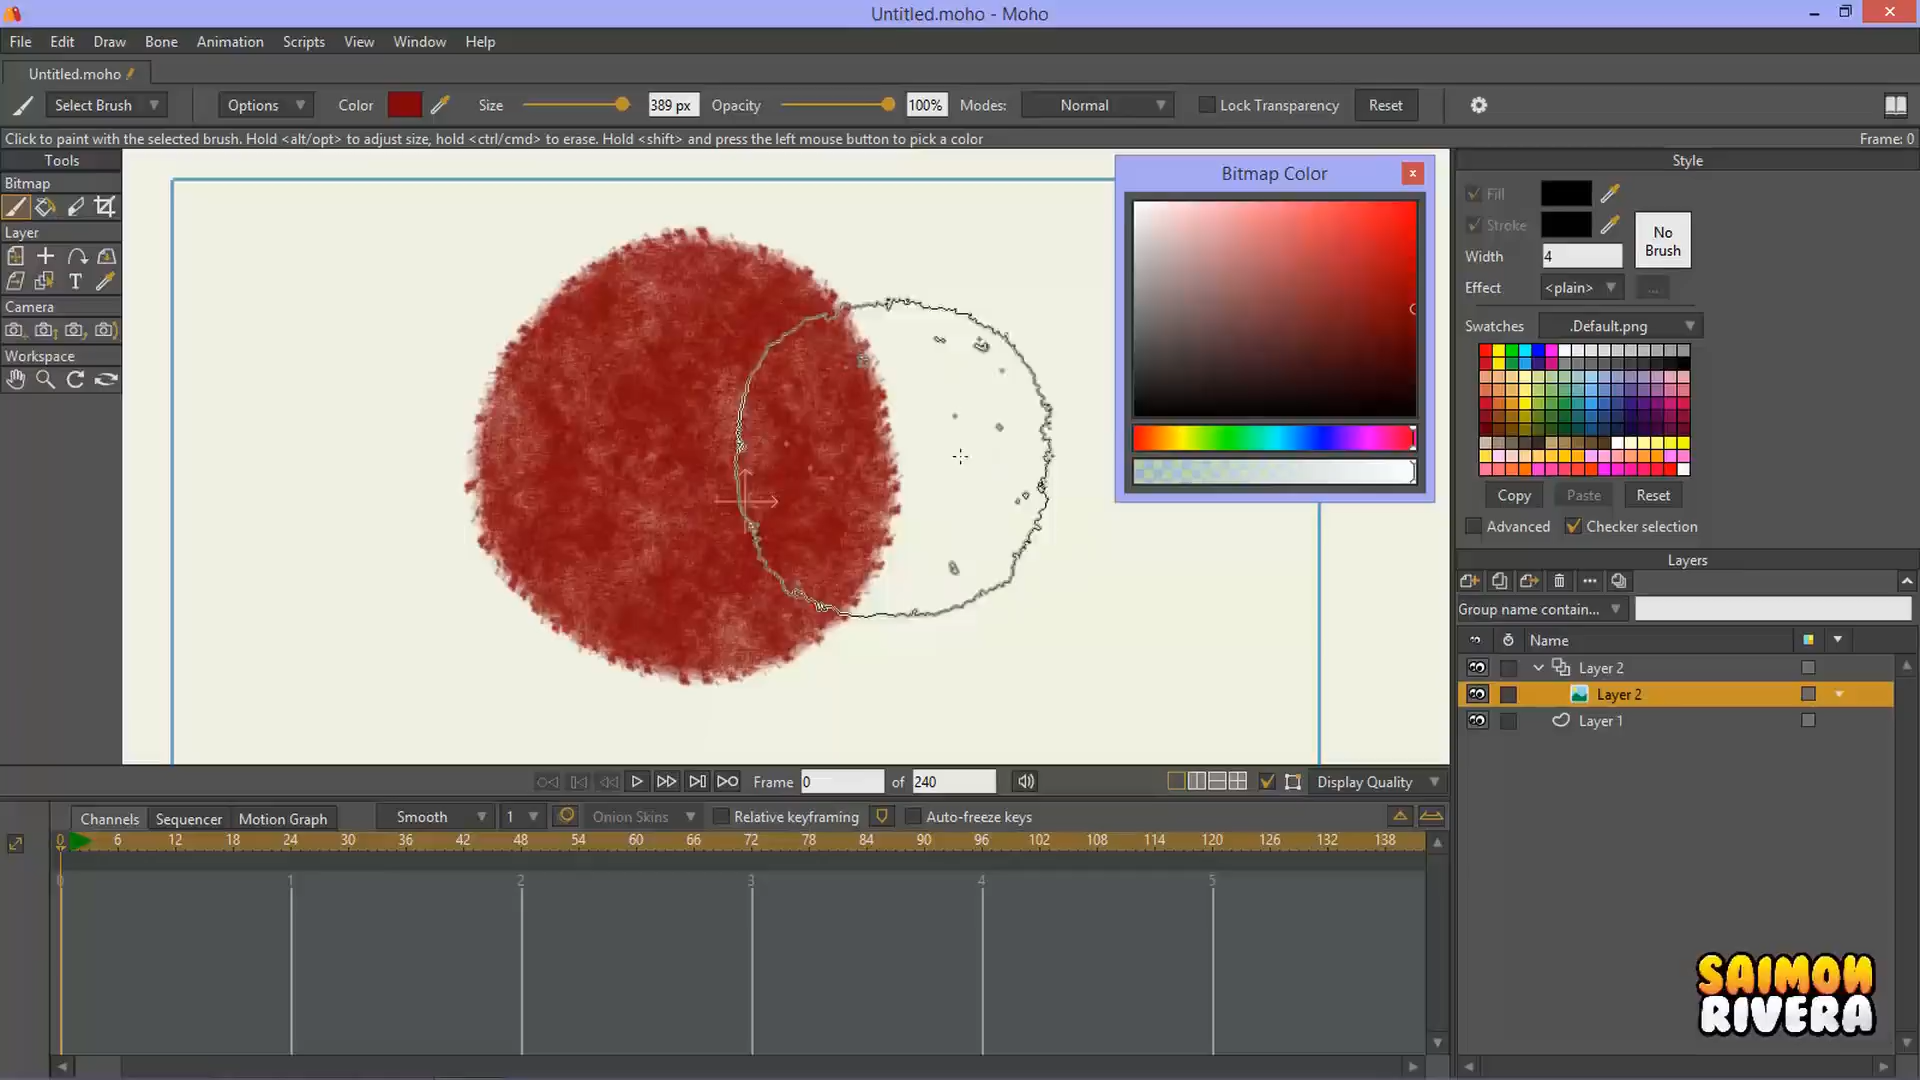 Untitled.moho - Moho
File Edit Draw Bone Animation Scripts View Window Help
Untitled.moho
Select Brush Options Color Size 389 px Opacity 100% Modes: Normal Lock Transparency Reset
Click to paint with the selected brush. Hold <alt/opt> to adjust size, hold <ctrl/cmd> to erase. Hold <shift> and press the left mouse button to pick a color
Frame: 0
Tools
Bitmap
Layer
T
Camera
Workspace
Bitmap Color
Style
Fill
Stroke
No
Brush
Width 4
Effect <plain> ...
Swatches .Default.png
Copy Paste Reset
Advanced Checker selection
Layers
Group name contain...
Name
Layer 2
Layer 2
Layer 1
Frame 0 of 240 Display Quality
Channels Sequencer Motion Graph Smooth 1 Onion Skins Relative keyframing Auto-freeze keys
0 6 12 18 24 30 36 42 48 54 60 66 72 78 84 90 96 102 108 114 120 126 132 138
0 1 2 3 4 5
SAIMON
RIVERA